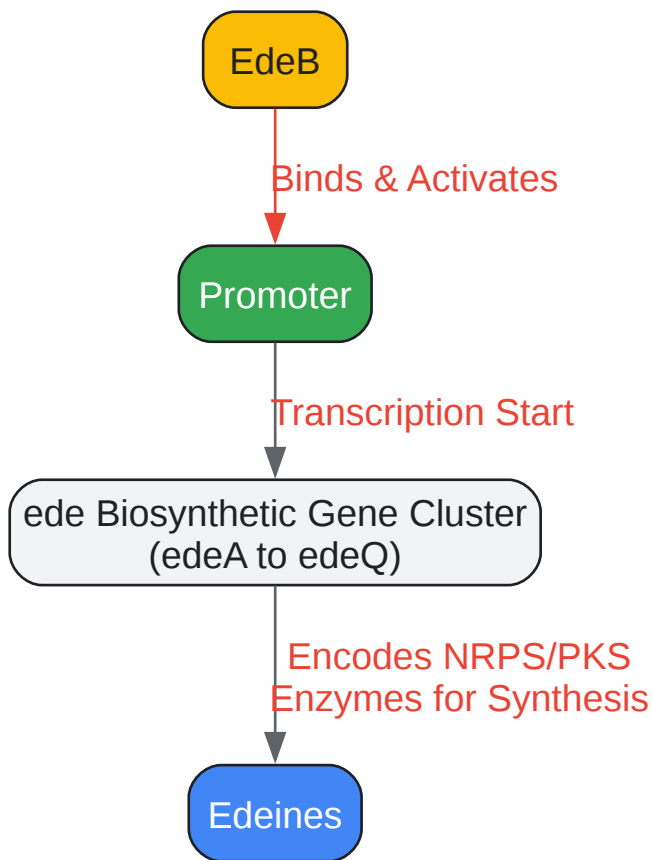 EdeB
Binds & Activates
Promoter
Transcription Start
ede Biosynthetic Gene Cluster
(edeA to edeQ)
Encodes NRPS/PKS
Enzymes for Synthesis
Edeines